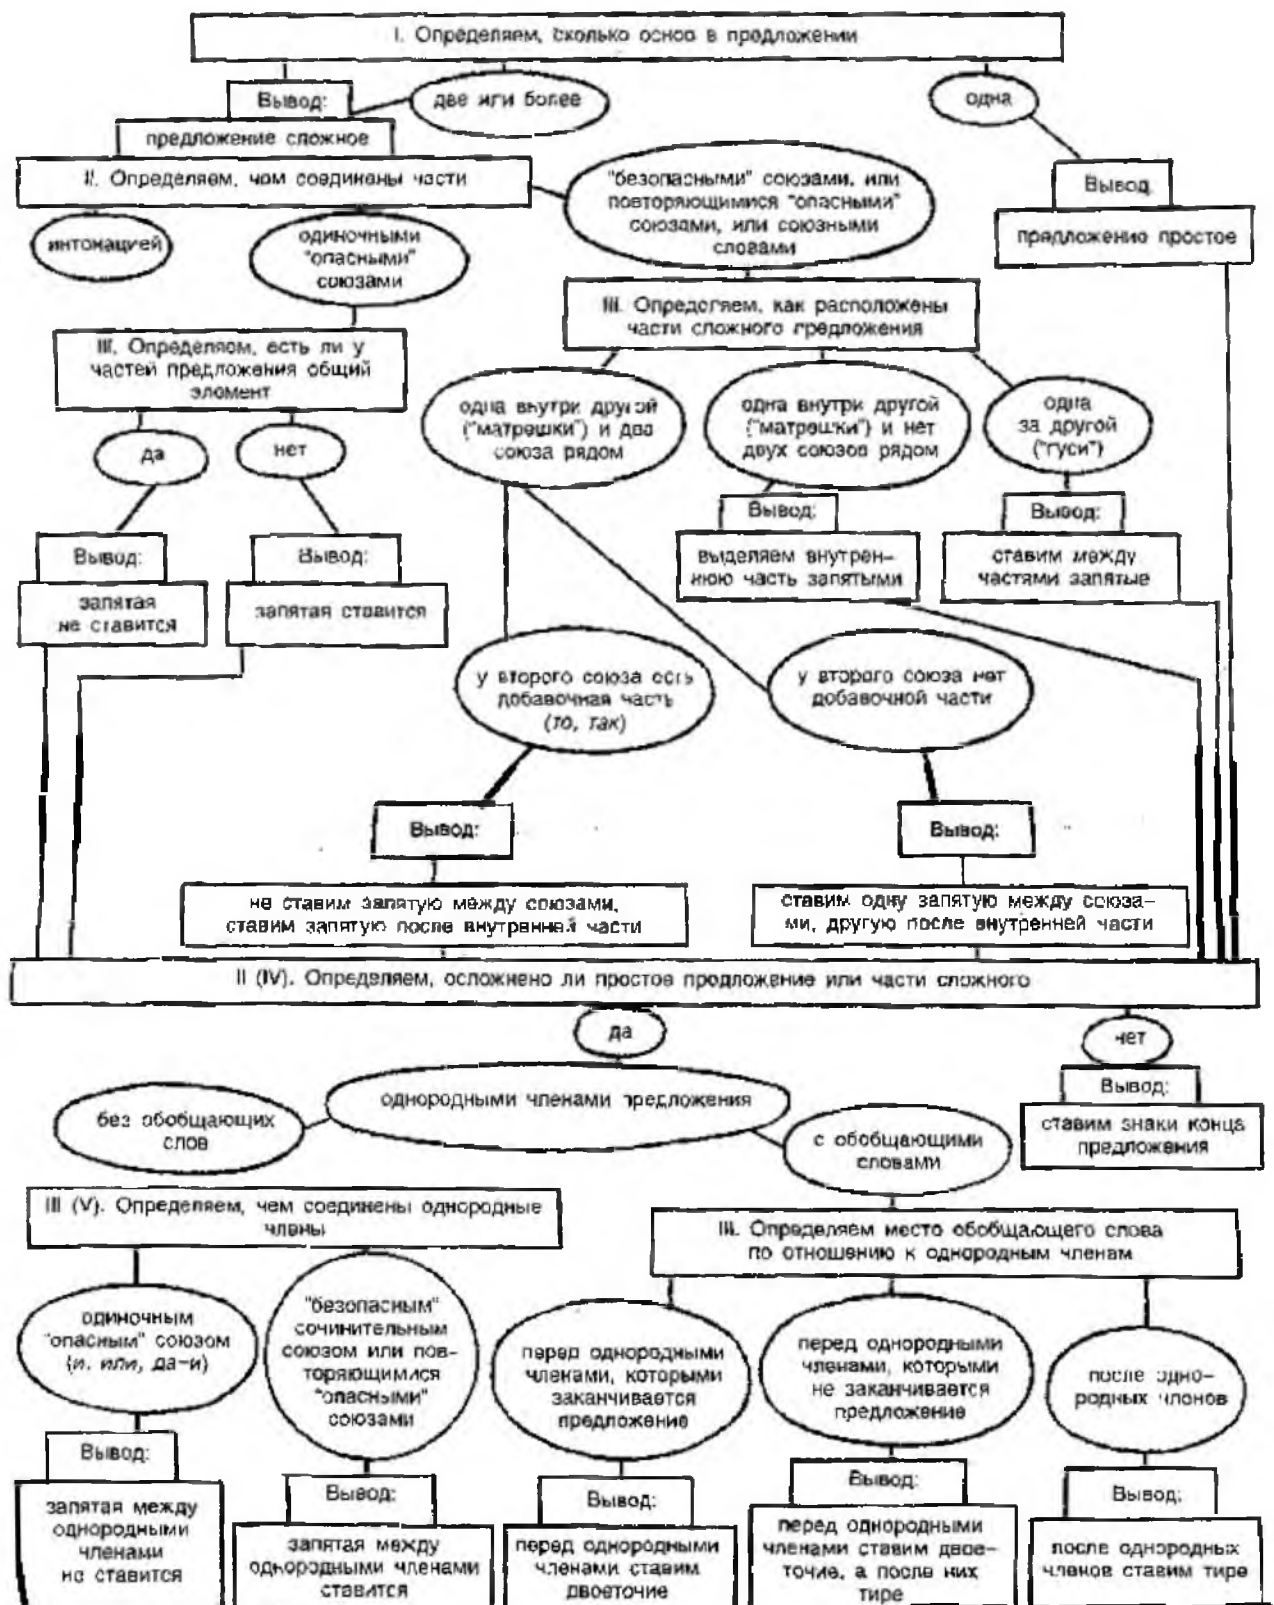 I. Определяем, сколько основ в предложении
Вывод:
две или более
одна
предложение сложное
II. Определяем, чем соединены части
"безопасными" союзами, или
повторяющимися "опасными"
союзами, или союзными
словами
Вывод
предложение простое
интонацией
одиночными
"опасными"
союзами
III. Определяем, как расположены
части сложного предложения
III. Определяем, есть ли у
частей предложения общий
элемент
да
нет
одна внутри другой
("матрешки") и два
союза рядом
одна внутри другой
("матрешки") и нет
двух союзов рядом
одна
за другой
("гуси")
Вывод:
запятая
не ставится
Вывод:
запятая ставится
Вывод:
выделяем внутрен-
нюю часть запятыми
Вывод:
ставим между
частями запятые
у второго союза есть
добавочная часть
(то, так)
у второго союза нет
добавочной части
Вывод:
не ставим запятую между союзами,
ставим запятую после внутренней части
Вывод:
ставим одну запятую между союза-
ми, другую после внутренней части
II (IV). Определяем, осложнено ли простое предложение или части сложного
да
нет
Вывод:
ставим знаки конца
предложения
однородными членами предложения
без обобщающих
слов
с обобщающими
словами
III (V). Определяем, чем соединены однородные
члены
III. Определяем место обобщающего слова
по отношению к однородным членам
одиночным
"опасным" союзом
(и, или, да-и)
"безопасным"
сочинительным
союзом или пов-
торяющимися
"опасными"
союзами
перед однородными
членами, которыми
заканчивается
предложение
перед однородными
членами, которыми
не заканчивается
предложение
после одно-
родных членов
Вывод:
запятая между
однородными
членами
не ставится
Вывод:
запятая между
однородными членами
ставится
Вывод:
перед однородными
членами ставим
двоеточие
Вывод:
перед однородными
членами ставим двое-
точие, а после них
тире
Вывод:
после однородных
членов ставим тире